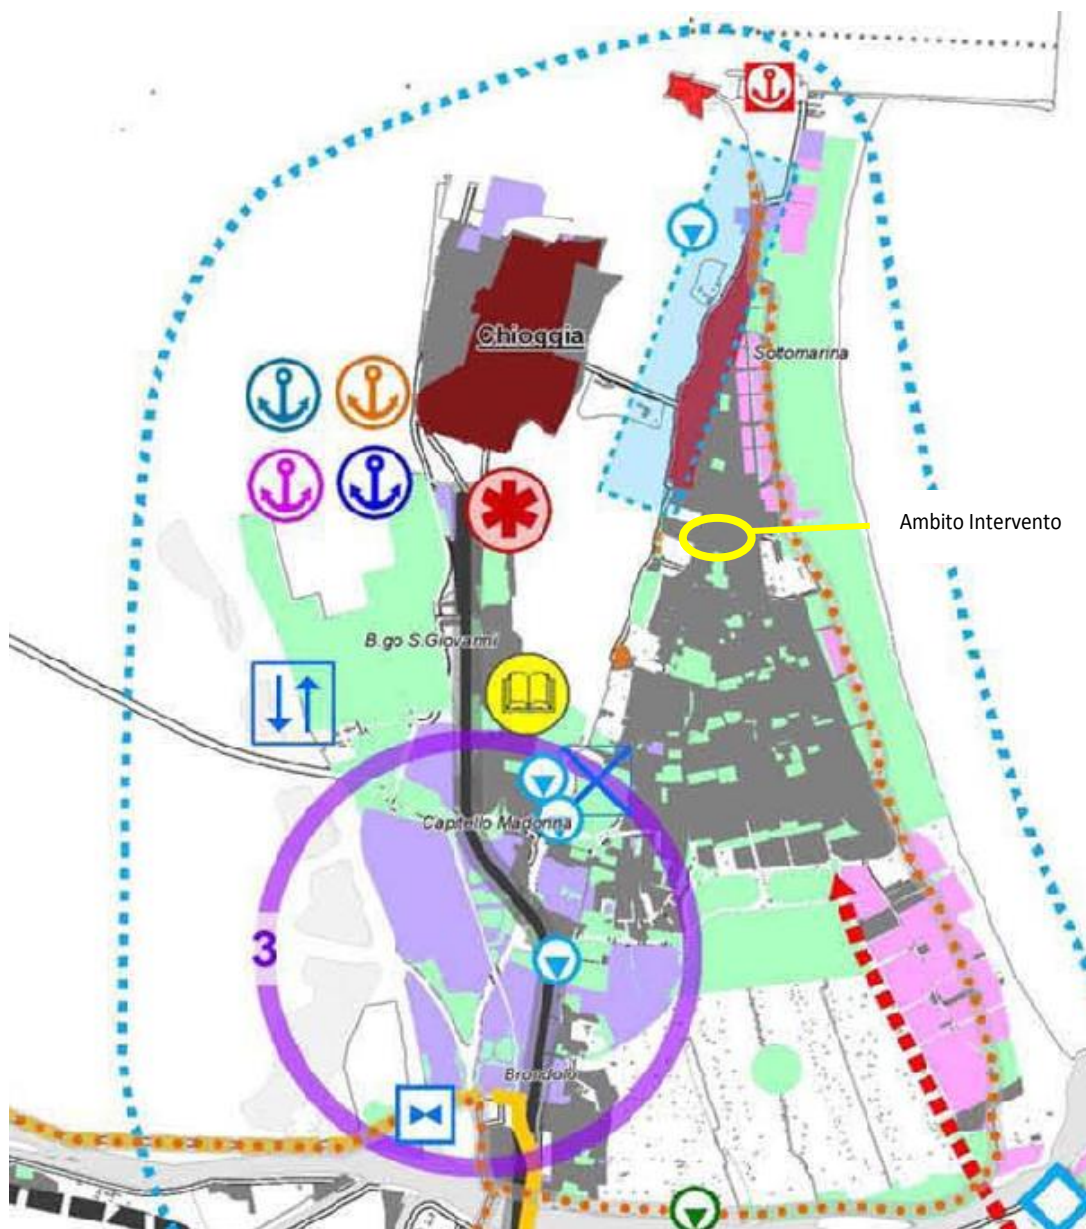 Chioggia
Sottomarina
Ambito Intervento
B.go S.Giovanni
Capitello Madonna
3
Brondolo